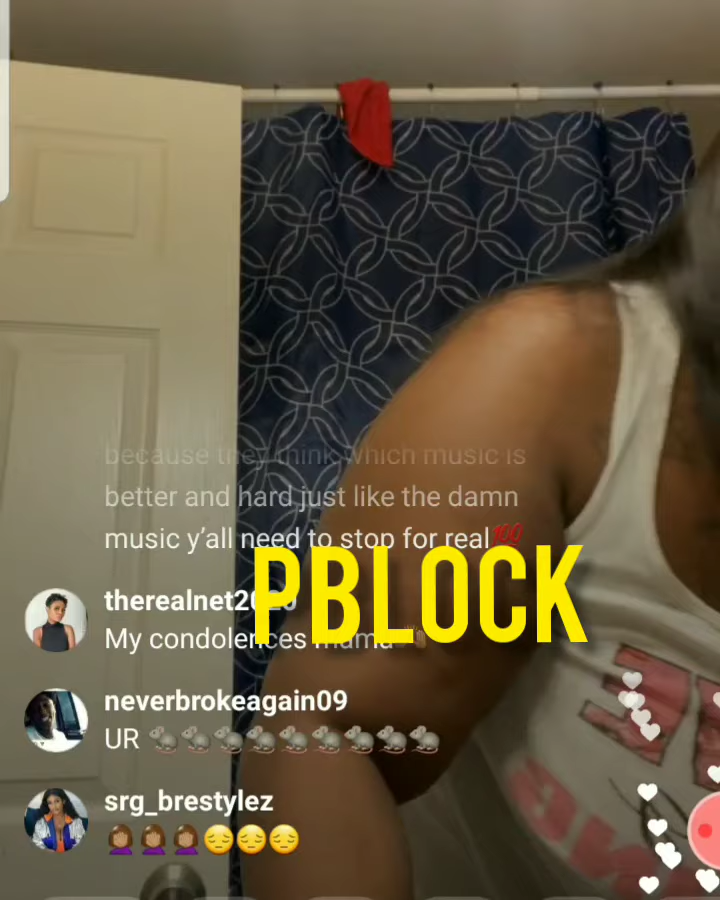 because they think which music is
better and hard just like the damn
music y'all need to stop for real💯
therealnet2020
My condolences mama🙏🏽
PBLOCK
neverbrokeagain09
UR 🐁🐁🐁🐁🐁🐁🐁🐁🐁
srg_brestylez
🤦🏽‍♀️🤦🏽‍♀️🤦🏽‍♀️😔😔😔